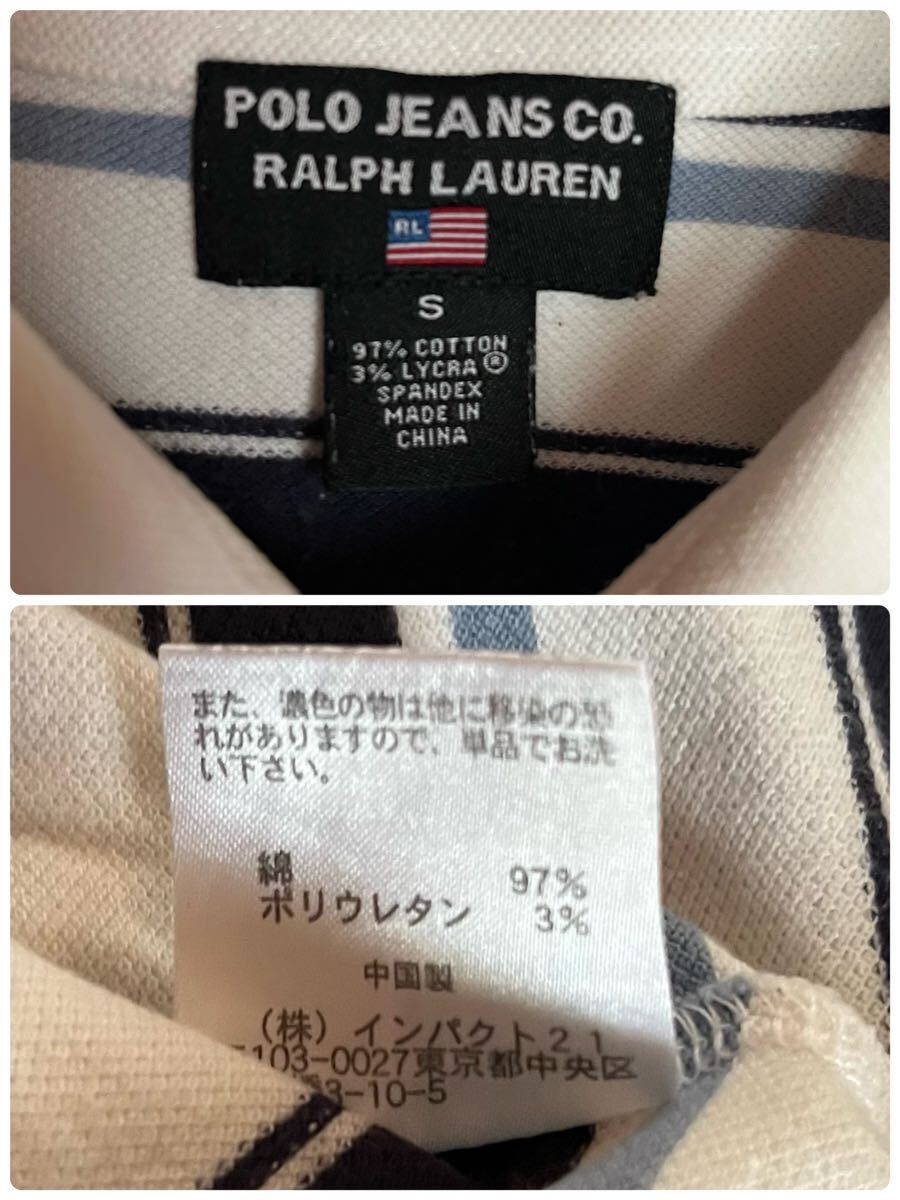 POLO JEANS CO.
RALPH LAUREN
RL
S
97% COTTON
3% LYCRA®
SPANDEX
MADE IN
CHINA
また、濃色の物は他に移染の恐
れがありますので、単品でお洗
い下さい。
綿 97%
ポリウレタン 3%
中国製
(株)インパクト21
103-0027東京都中央区
3-10-5